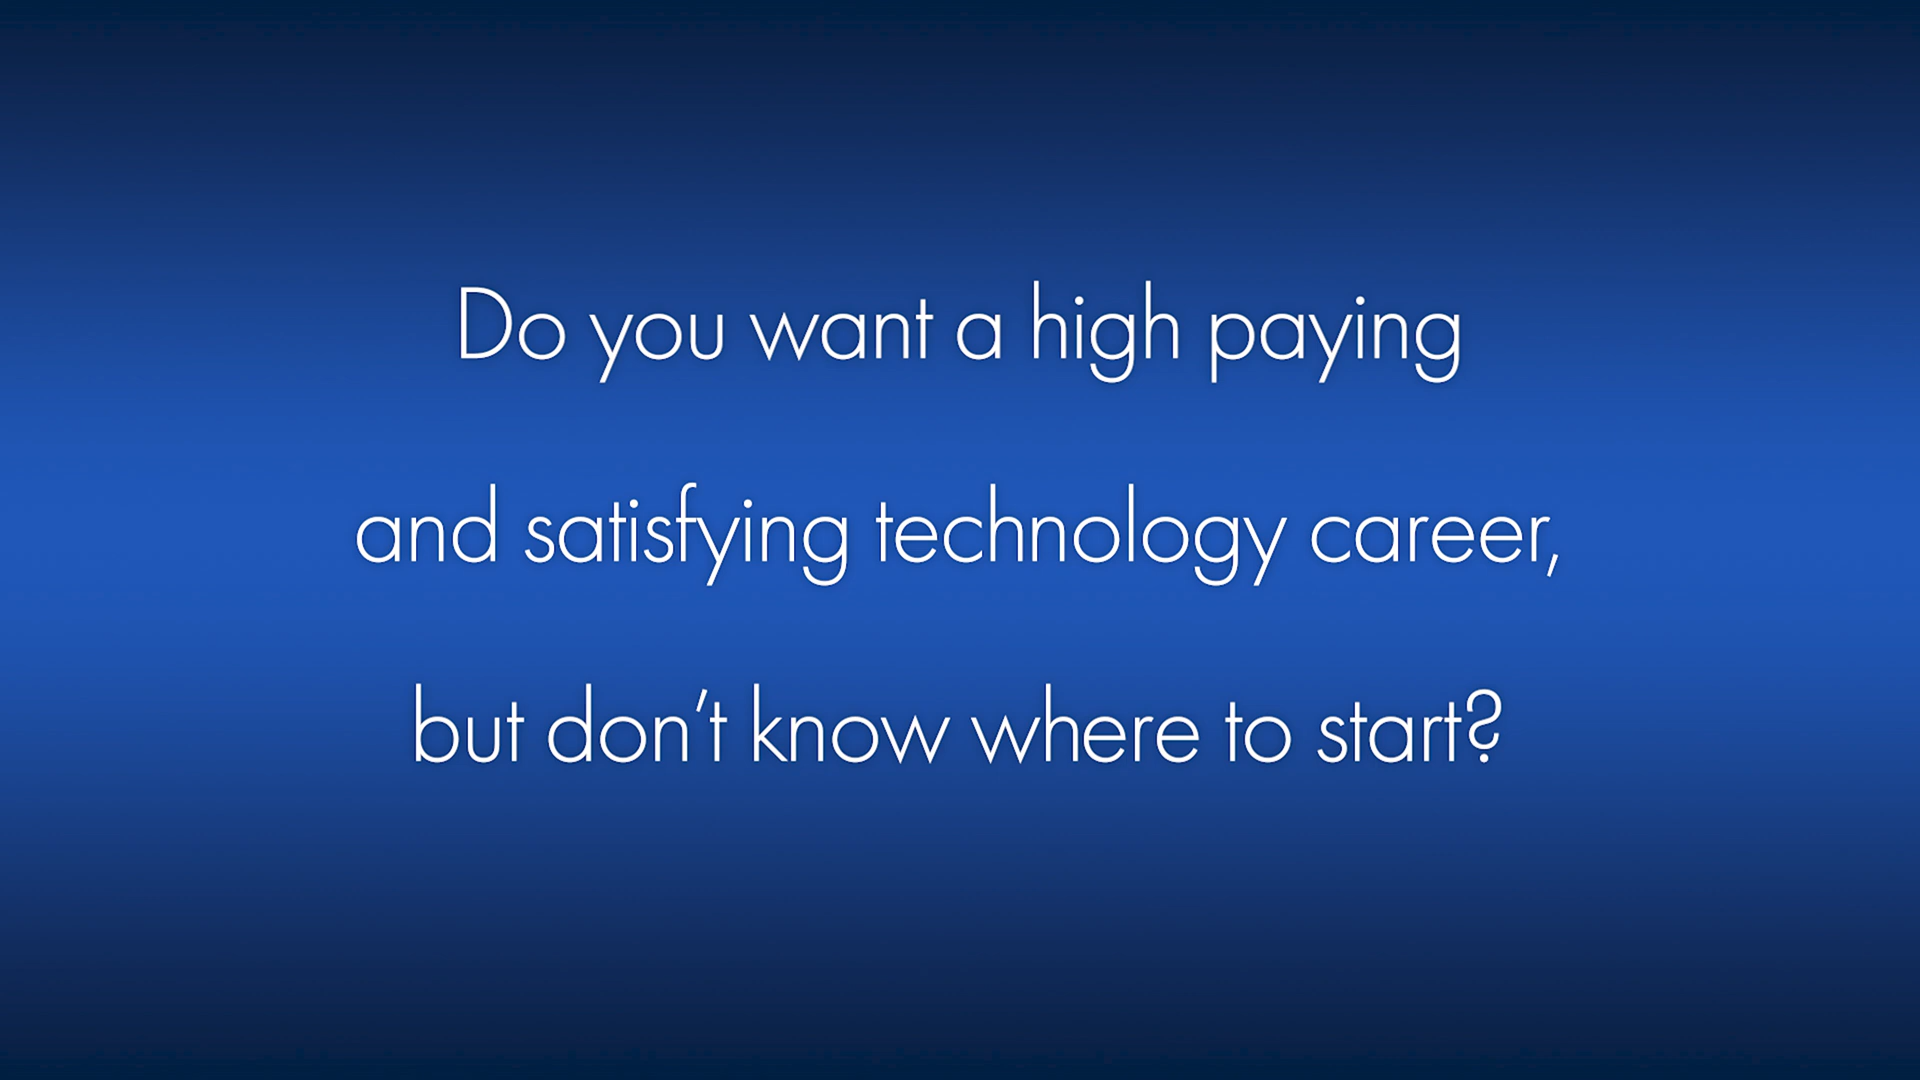 Do you want a high paying
and satisfying technology career,
but don’t know where to start?